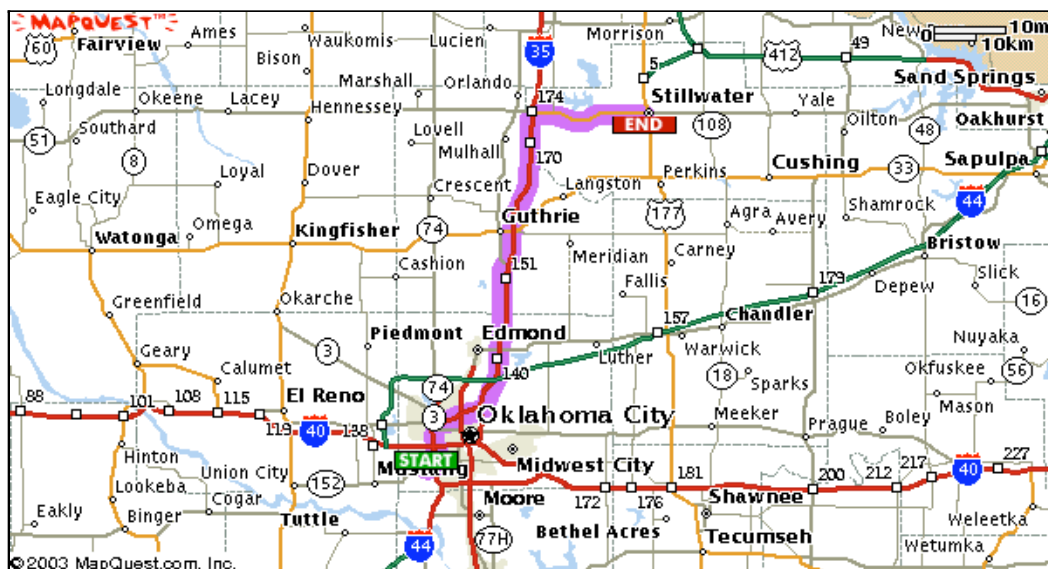 MAPQUEST™
Ames
Waukomis
Lucien
Morrison
New
0 10m
10km
60
Fairview
35
412
49
Bison
5
Sand Springs
Longdale
Marshall
Orlando
174
Stillwater
Okeene
Lacey
Hennessey
END
108
Yale
Oakhurst
51
Southard
Lovell
Oilton
48
8
Mulhall
170
Cushing
33
Sapulpa
Loyal
Dover
Perkins
Eagle City
Crescent
Langston
44
Guthrie
177
Agra
Avery
Shamrock
Omega
Kingfisher
74
Watonga
Meridian
Carney
Bristow
Cashion
151
Fallis
179
Slick
Depew
Greenfield
Okarche
16
157
Chandler
Piedmont
Edmond
Nuyaka
3
Luther
Warwick
Geary
140
18
Okfuskee
56
Calumet
74
Sparks
El Reno
88
101
108
115
3
Oklahoma City
Meeker
Boley
Mason
119
40
138
Prague
Hinton
START
Mustang
Midwest City
217
227
Union City
181
200
212
40
Lookeba
152
Moore
172
176
Shawnee
Cogar
Weleetka
Eakly
Binger
Tuttle
Bethel Acres
77H
Tecumseh
44
Wetumka
©2003 MapQuest.com, Inc.